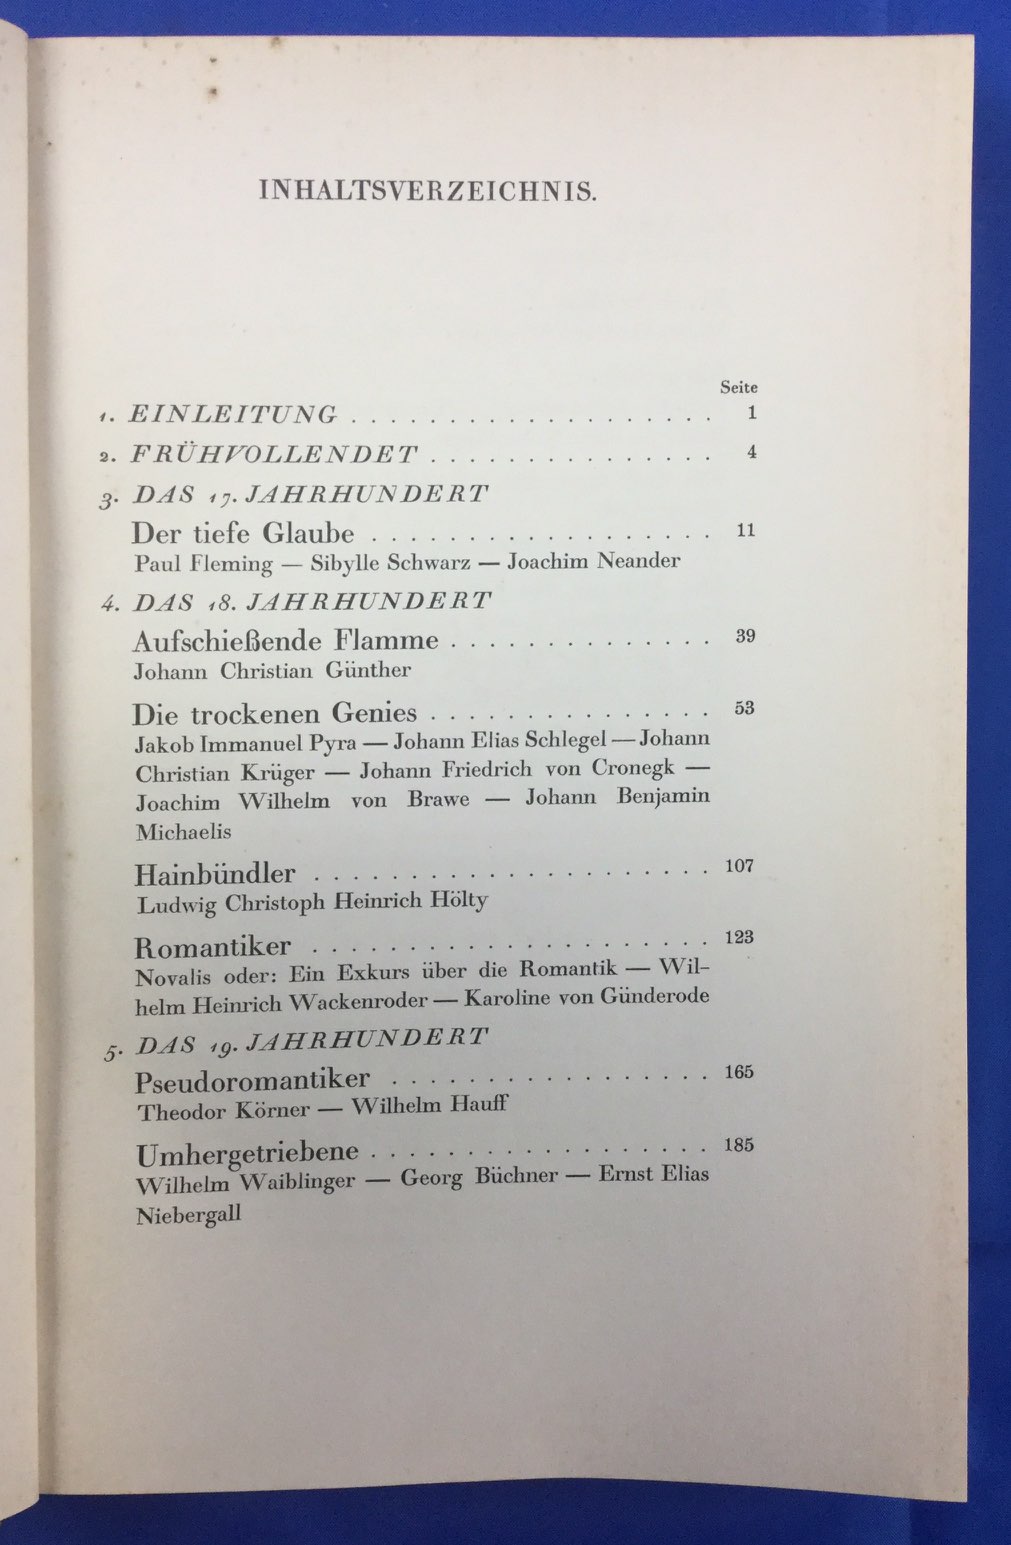 INHALTSVERZEICHNIS.
Seite
1. EINLEITUNG . . . . . . . . . . . . . . . . . . . 1
2. FRÜHVOLLENDET . . . . . . . . . . . . . . . 4
3. DAS 17. JAHRHUNDERT
Der tiefe Glaube . . . . . . . . . . . . . . . . . . 11
Paul Fleming — Sibylle Schwarz — Joachim Neander
4. DAS 18. JAHRHUNDERT
Aufschießende Flamme . . . . . . . . . . . . . . 39
Johann Christian Günther
Die trockenen Genies . . . . . . . . . . . . . . . 53
Jakob Immanuel Pyra — Johann Elias Schlegel — Johann
Christian Krüger — Johann Friedrich von Cronegk —
Joachim Wilhelm von Brawe — Johann Benjamin
Michaelis
Hainbündler . . . . . . . . . . . . . . . . . . . . . 107
Ludwig Christoph Heinrich Hölty
Romantiker . . . . . . . . . . . . . . . . . . . . . 123
Novalis oder: Ein Exkurs über die Romantik — Wil-
helm Heinrich Wackenroder — Karoline von Günderode
5. DAS 19. JAHRHUNDERT
Pseudoromantiker . . . . . . . . . . . . . . . . . 165
Theodor Körner — Wilhelm Hauff
Umhergetriebene . . . . . . . . . . . . . . . . . . 185
Wilhelm Waiblinger — Georg Büchner — Ernst Elias
Niebergall